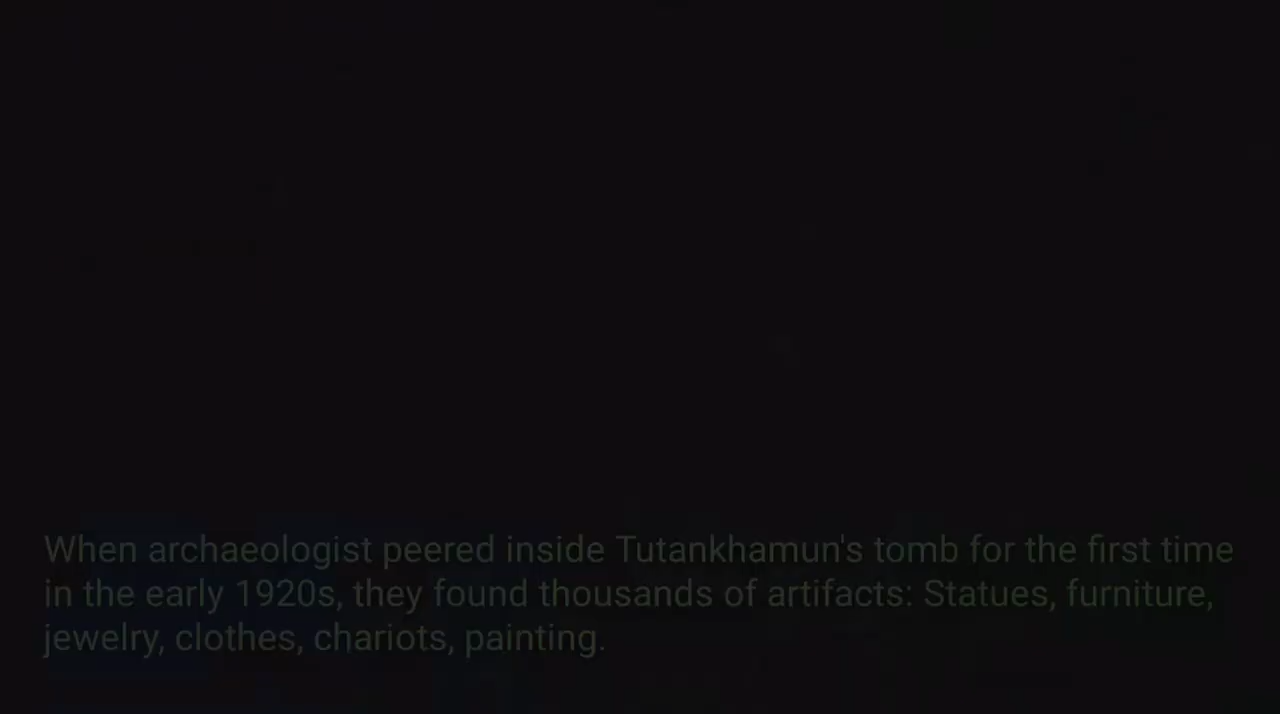 When archaeologist peered inside Tutankhamun's tomb for the first time
in the early 1920s, they found thousands of artifacts: Statues, furniture,
jewelry, clothes, chariots, painting.